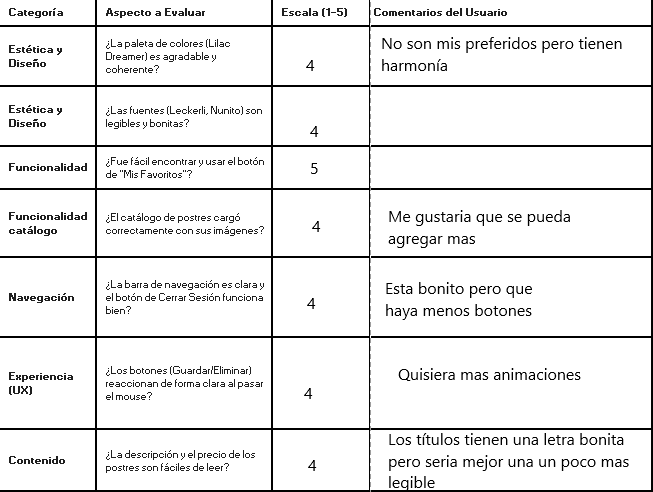 Categoría Aspecto a Evaluar Escala (1-5) Comentarios del Usuario
Estética y
Diseño
¿La paleta de colores (Lilac
Dreamer) es agradable y
coherente?
4
No son mis preferidos pero tienen
harmonía
Estética y
Diseño
¿Las fuentes (Leckerli, Nunito) son
legibles y bonitas?
4
Funcionalidad
¿Fue fácil encontrar y usar el botón
de "Mis Favoritos"?
5
Funcionalidad
catálogo
¿El catálogo de postres cargó
correctamente con sus imágenes?
4
Me gustaria que se pueda
agregar mas
Navegación
¿La barra de navegación es clara y
el botón de Cerrar Sesión funciona
bien?
4
Esta bonito pero que
haya menos botones
Experiencia
(UX)
¿Los botones (Guardar/Eliminar)
reaccionan de forma clara al pasar
el mouse?
4
Quisiera mas animaciones
Contenido
¿La descripción y el precio de los
postres son fáciles de leer?
4
Los títulos tienen una letra bonita
pero seria mejor una un poco mas
legible